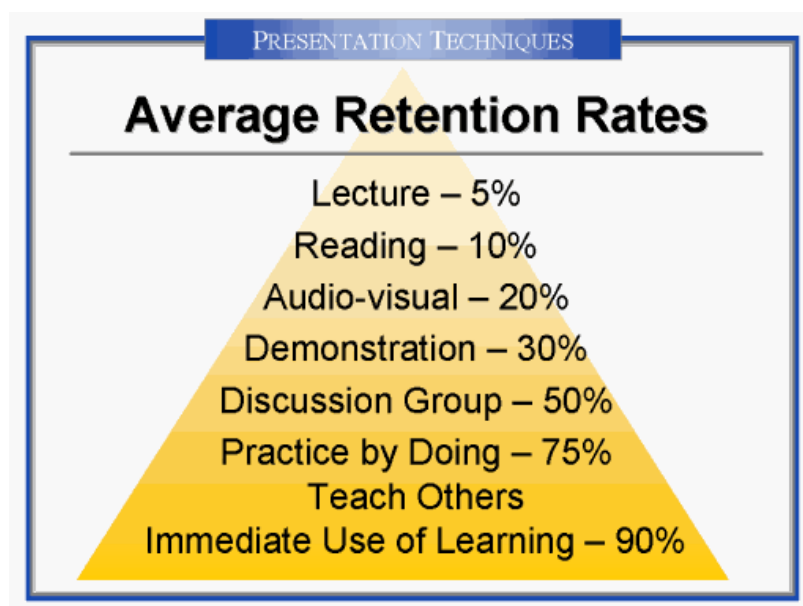 PRESENTATION TECHNIQUES
Average Retention Rates
Lecture – 5%
Reading – 10%
Audio-visual – 20%
Demonstration – 30%
Discussion Group – 50%
Practice by Doing – 75%
Teach Others
Immediate Use of Learning – 90%